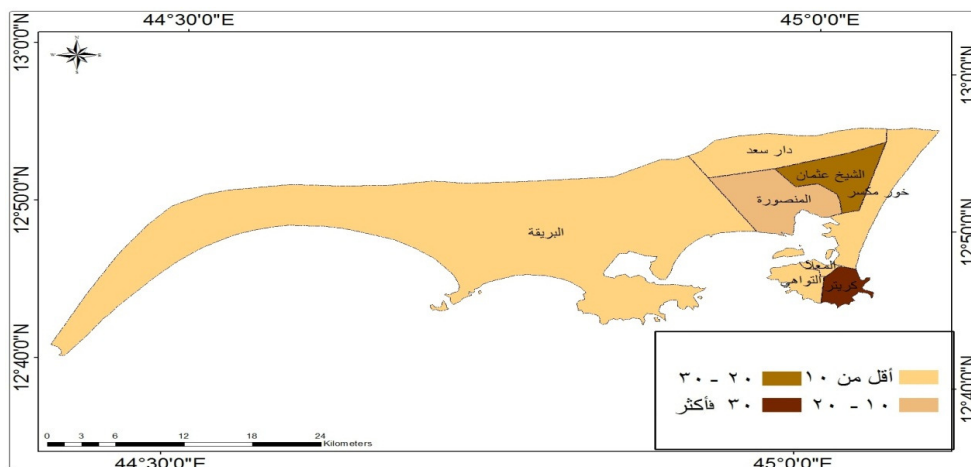 44°30'0"E 45°0'0"E
13°0'0"N 13°0'0"N
N
W E
S
دار سعد
الشيخ عثمان
خور مكسر
المنصورة
12°50'0"N 12°50'0"N
البريقة
المعلا
التواهي
كريتر
12°40'0"N 12°40'0"N
أقل من ١٠ ٢٠ - ٣٠
١٠ - ٢٠ ٣٠ فأكثر
0 3 6 12 18 24
Kilometers
44°30'0"E 45°0'0"E